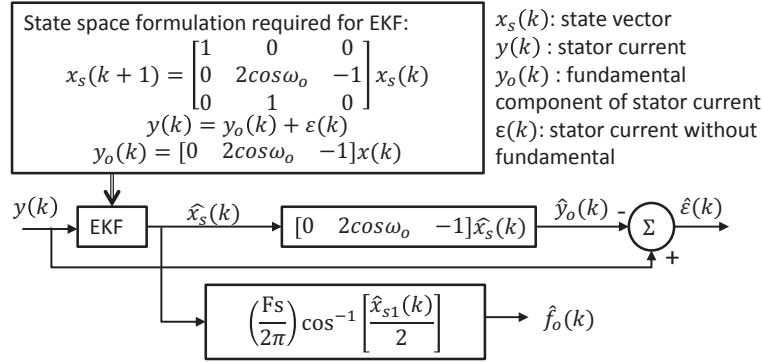 State space formulation required for EKF:
x_s(k + 1) = [1 0 0; 0 2cosω_o −1; 0 1 0] x_s(k)
y(k) = y_o(k) + ε(k)
y_o(k) = [0 2cosω_o −1]x(k)
x_s(k): state vector
y(k) : stator current
y_o(k) : fundamental
component of stator current
ε(k): stator current without
fundamental
y(k)
EKF
x̂_s(k)
[0 2cosω_o −1]x̂_s(k)
ŷ_o(k)
-
Σ
+
ε̂(k)
(Fs/2π) cos⁻¹ [x̂_s1(k)/2]
f̂_o(k)